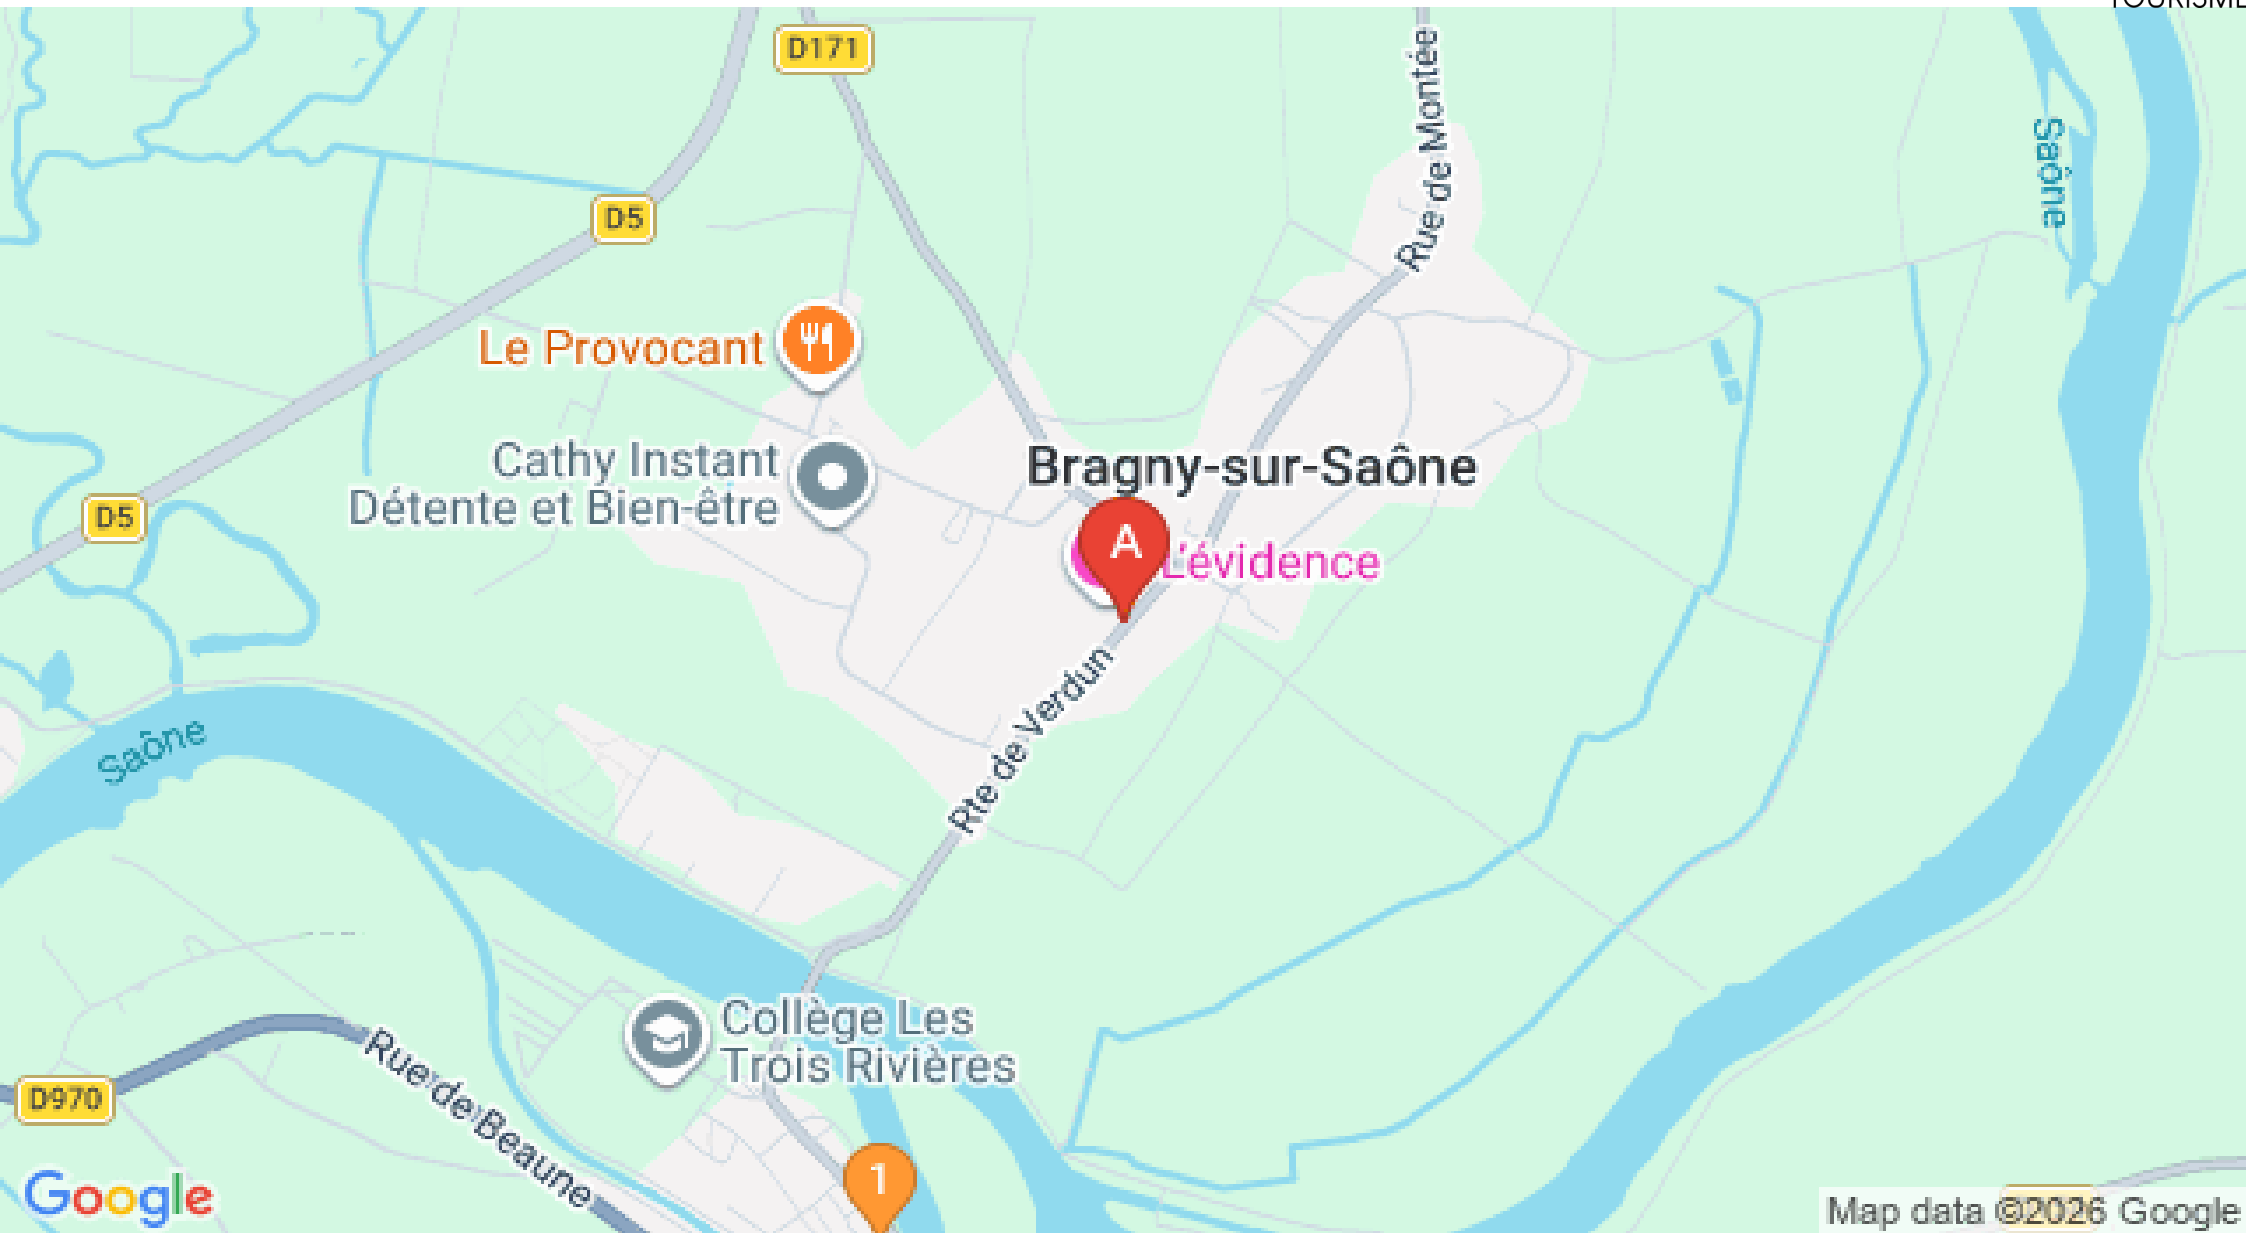 TOURISME
D171
Rue de Montée
Saône
D5
Le Provocant
Cathy Instant
Détente et Bien-être
Bragny-sur-Saône
D5
A
L'évidence
Rte de Verdun
Saône
Collège Les
Trois Rivières
Rue de Beaune
D970
1
Google
Map data ©2026 Google